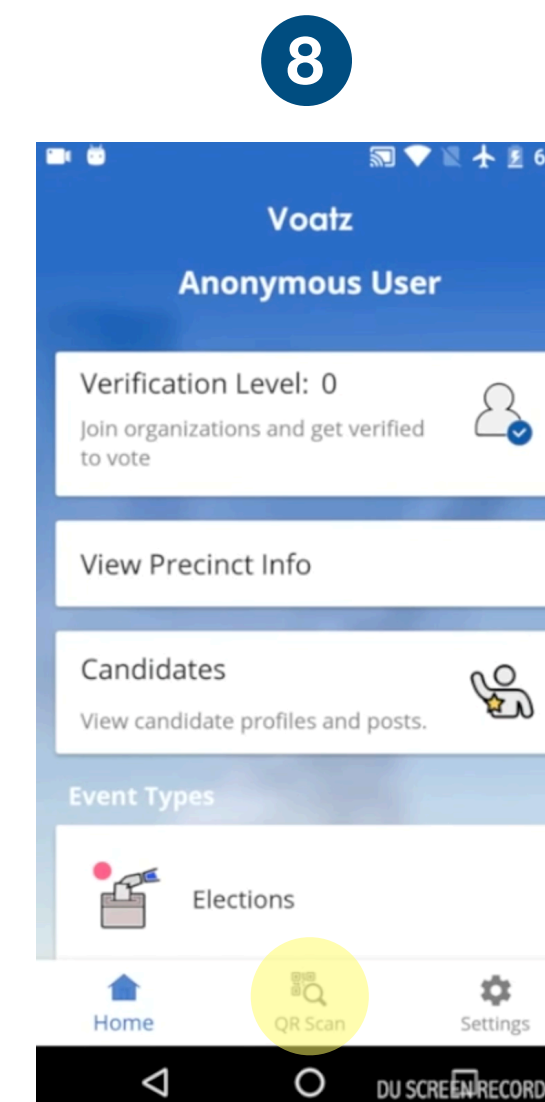 8
6
Voatz
Anonymous User
Verification Level: 0
Join organizations and get verified
to vote
View Precinct Info
Candidates
View candidate profiles and posts.
Event Types
Elections
Home
QR Scan
Settings
DU SCREEN RECORD